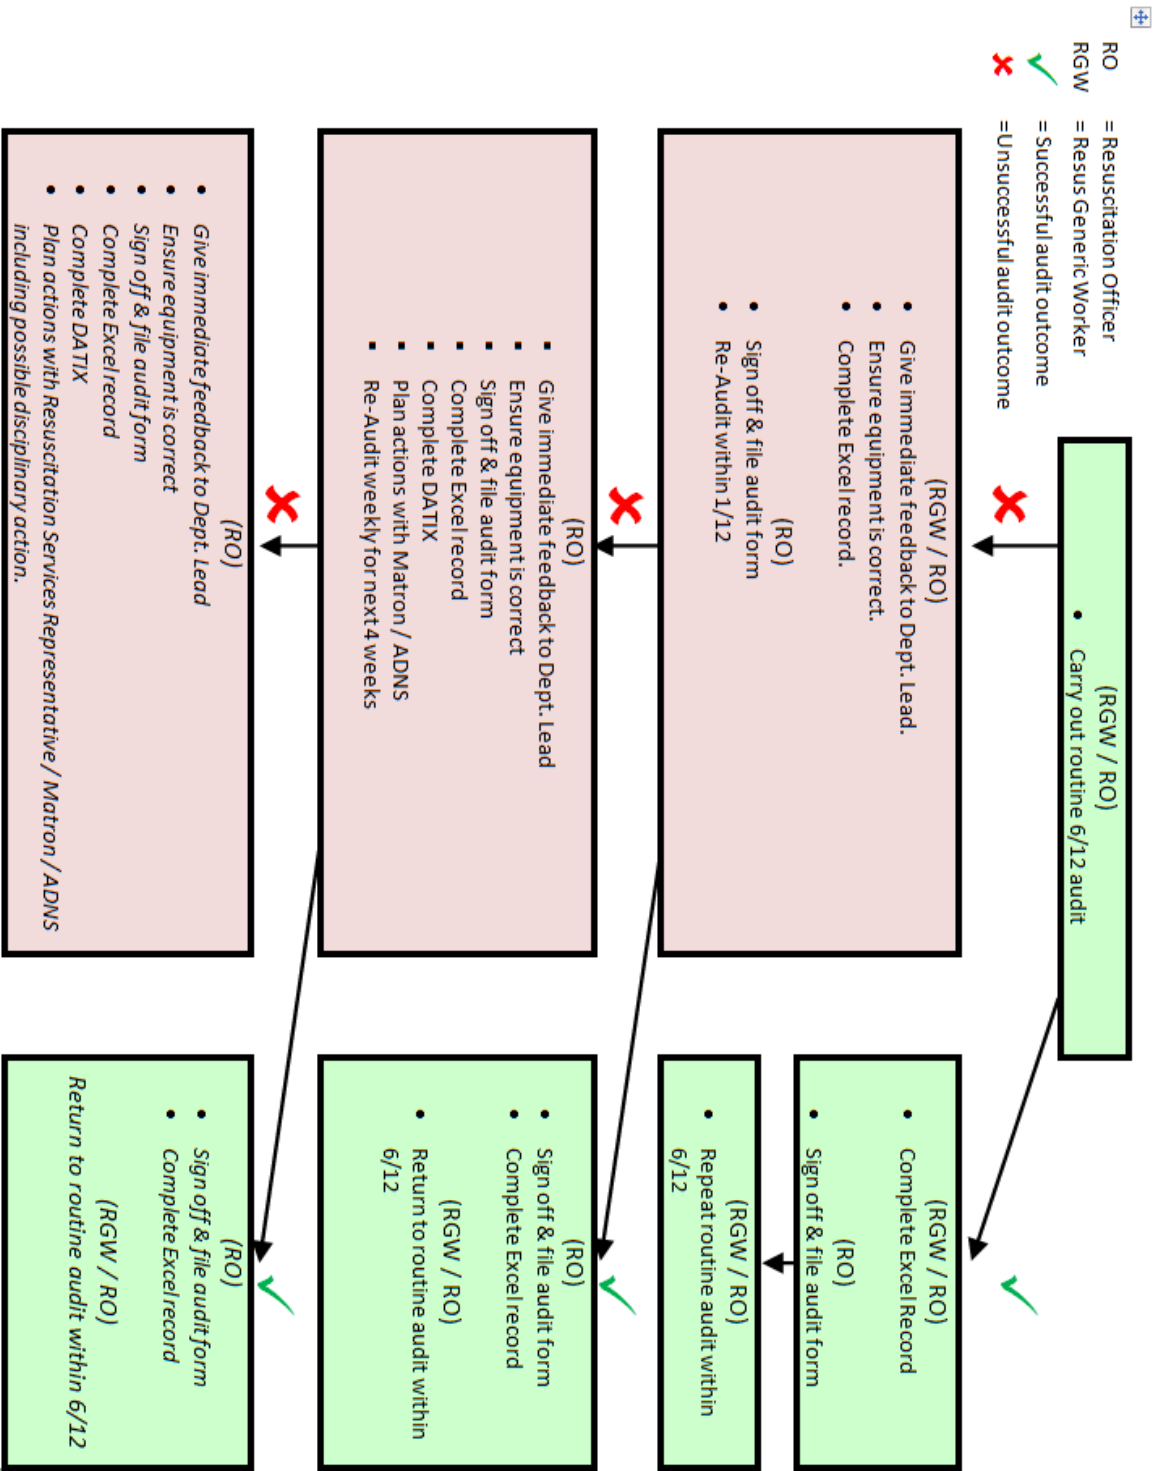 RO = Resuscitation Officer
RGW = Resus Generic Worker
= Successful audit outcome
=Unsuccessful audit outcome
(RGW / RO)
• Carry out routine 6/12 audit
(RGW / RO)
• Give immediate feedback to Dept. Lead.
• Ensure equipment is correct.
• Complete Excel record.
(RO)
• Sign off & file audit form
• Re-Audit within 1/12
(RGW / RO)
• Complete Excel Record
(RO)
• Sign off & file audit form
(RGW / RO)
• Repeat routine audit within
6/12
(RO)
▪ Give immediate feedback to Dept. Lead
▪ Ensure equipment is correct
▪ Sign off & file audit form
▪ Complete Excel record
▪ Complete DATIX
▪ Plan actions with Matron / ADNS
▪ Re-Audit weekly for next 4 weeks
(RO)
• Sign off & file audit form
• Complete Excel record
(RGW / RO)
• Return to routine audit within
6/12
(RO)
• Give immediate feedback to Dept. Lead
• Ensure equipment is correct
• Sign off & file audit form
• Complete Excel record
• Complete DATIX
• Plan actions with Resuscitation Services Representative / Matron / ADNS
including possible disciplinary action.
(RO)
• Sign off & file audit form
• Complete Excel record
(RGW / RO)
Return to routine audit within 6/12